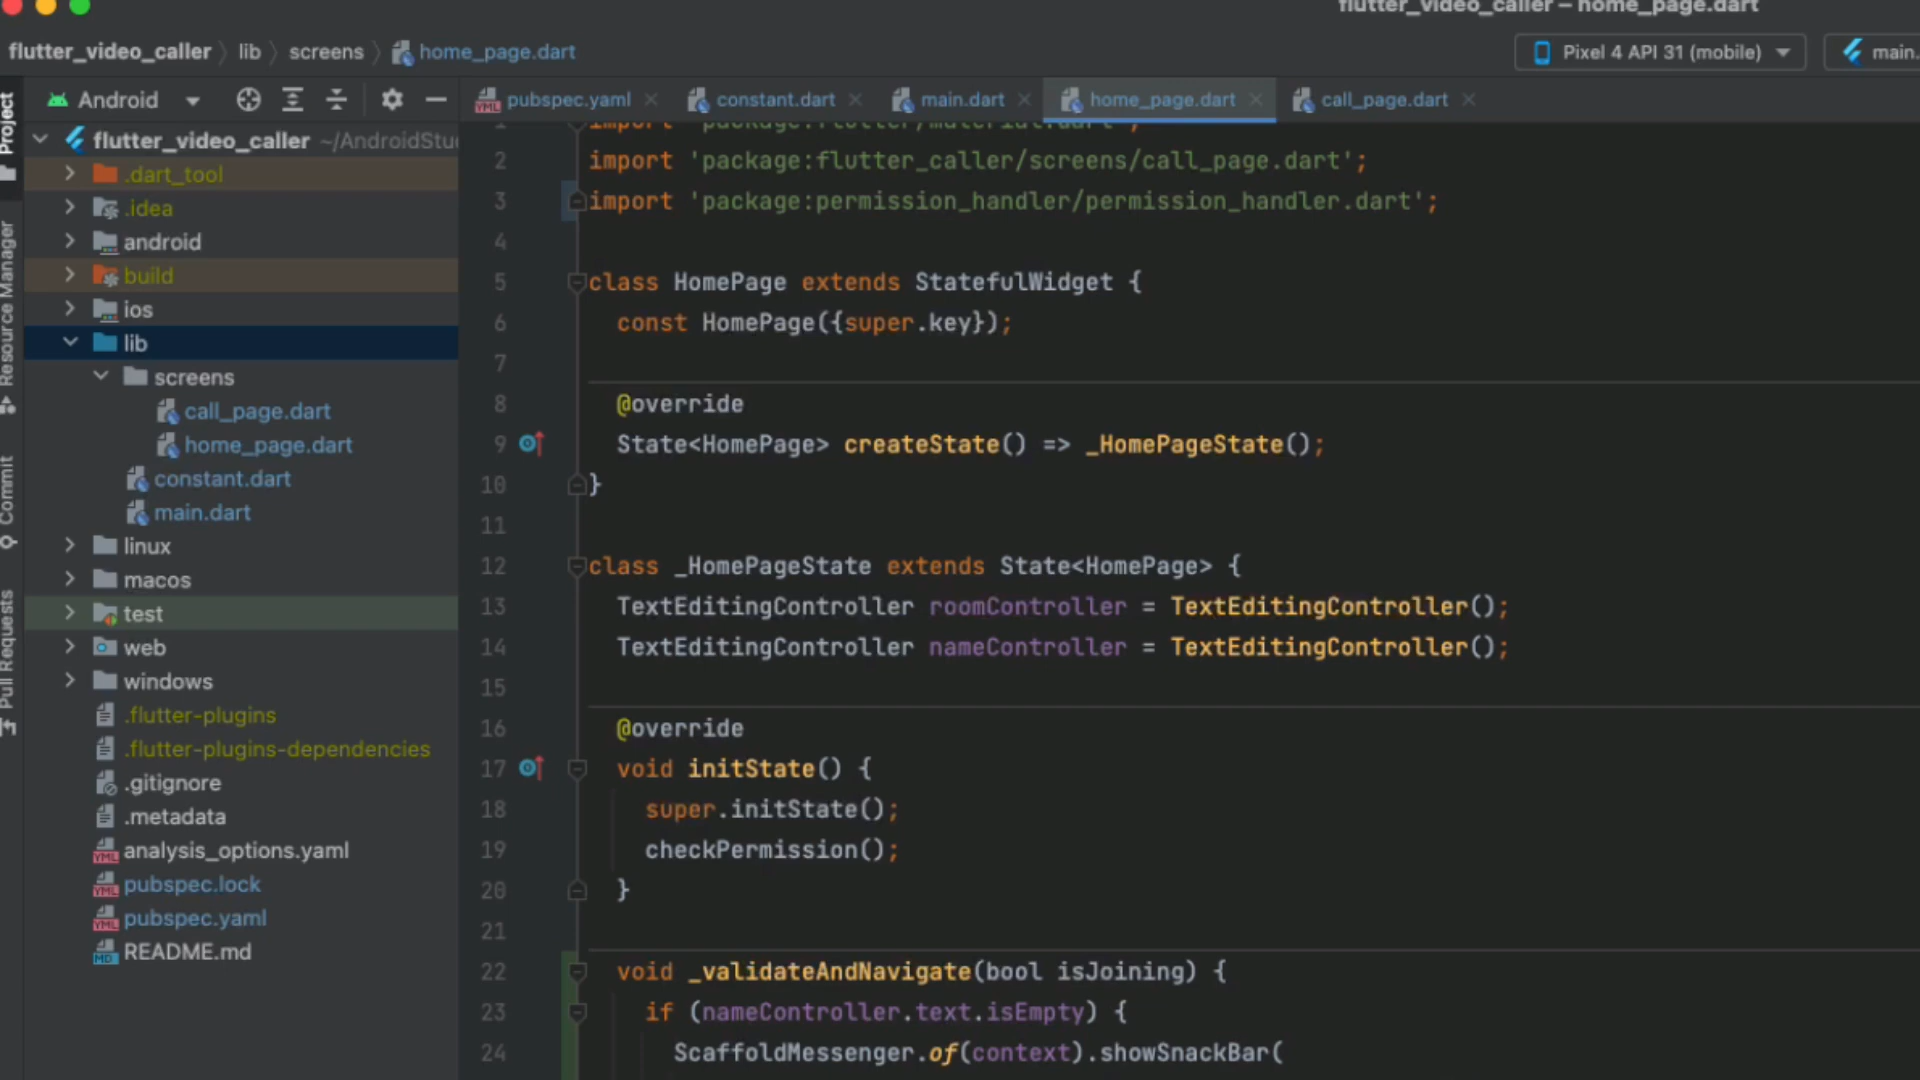 flutter_video_caller – home_page.dart
flutter_video_caller
lib
screens
home_page.dart
Pixel 4 API 31 (mobile)
main.
Project
Resource Manager
Commit
Pull Requests
Android
flutter_video_caller ~/AndroidStu
.dart_tool
.idea
android
build
ios
lib
screens
call_page.dart
home_page.dart
constant.dart
main.dart
linux
macos
test
web
windows
.flutter-plugins
.flutter-plugins-dependencies
.gitignore
.metadata
analysis_options.yaml
pubspec.lock
pubspec.yaml
README.md
pubspec.yaml
constant.dart
main.dart
home_page.dart
call_page.dart
1 import 'package:flutter/material.dart';
2 import 'package:flutter_caller/screens/call_page.dart';
3 import 'package:permission_handler/permission_handler.dart';
4
5 class HomePage extends StatefulWidget {
6 const HomePage({super.key});
7
8 @override
9 State<HomePage> createState() => _HomePageState();
10 }
11
12 class _HomePageState extends State<HomePage> {
13 TextEditingController roomController = TextEditingController();
14 TextEditingController nameController = TextEditingController();
15
16 @override
17 void initState() {
18 super.initState();
19 checkPermission();
20 }
21
22 void _validateAndNavigate(bool isJoining) {
23 if (nameController.text.isEmpty) {
24 ScaffoldMessenger.of(context).showSnackBar(